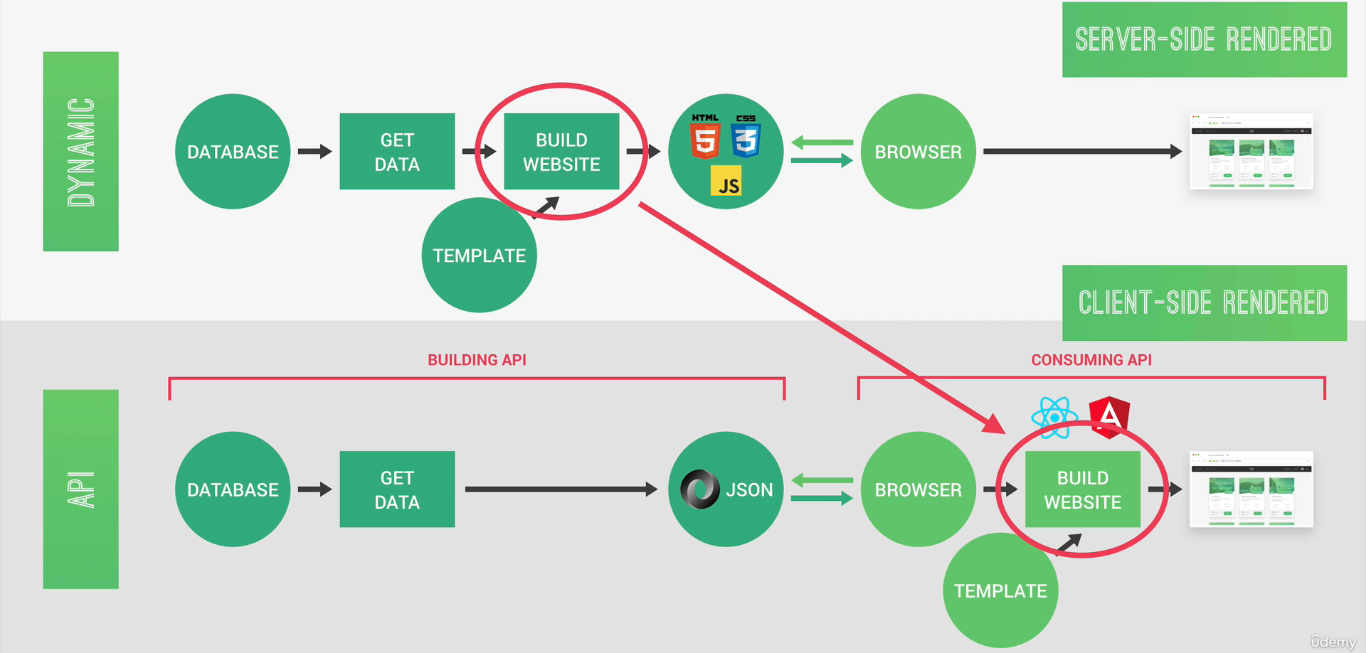 SERVER-SIDE RENDERED
DYNAMIC
DATABASE
GET
DATA
BUILD
WEBSITE
HTML
5
CSS
3
JS
BROWSER
TEMPLATE
CLIENT-SIDE RENDERED
BUILDING API
CONSUMING API
API
DATABASE
GET
DATA
JSON
BROWSER
A
BUILD
WEBSITE
TEMPLATE
ûdemy